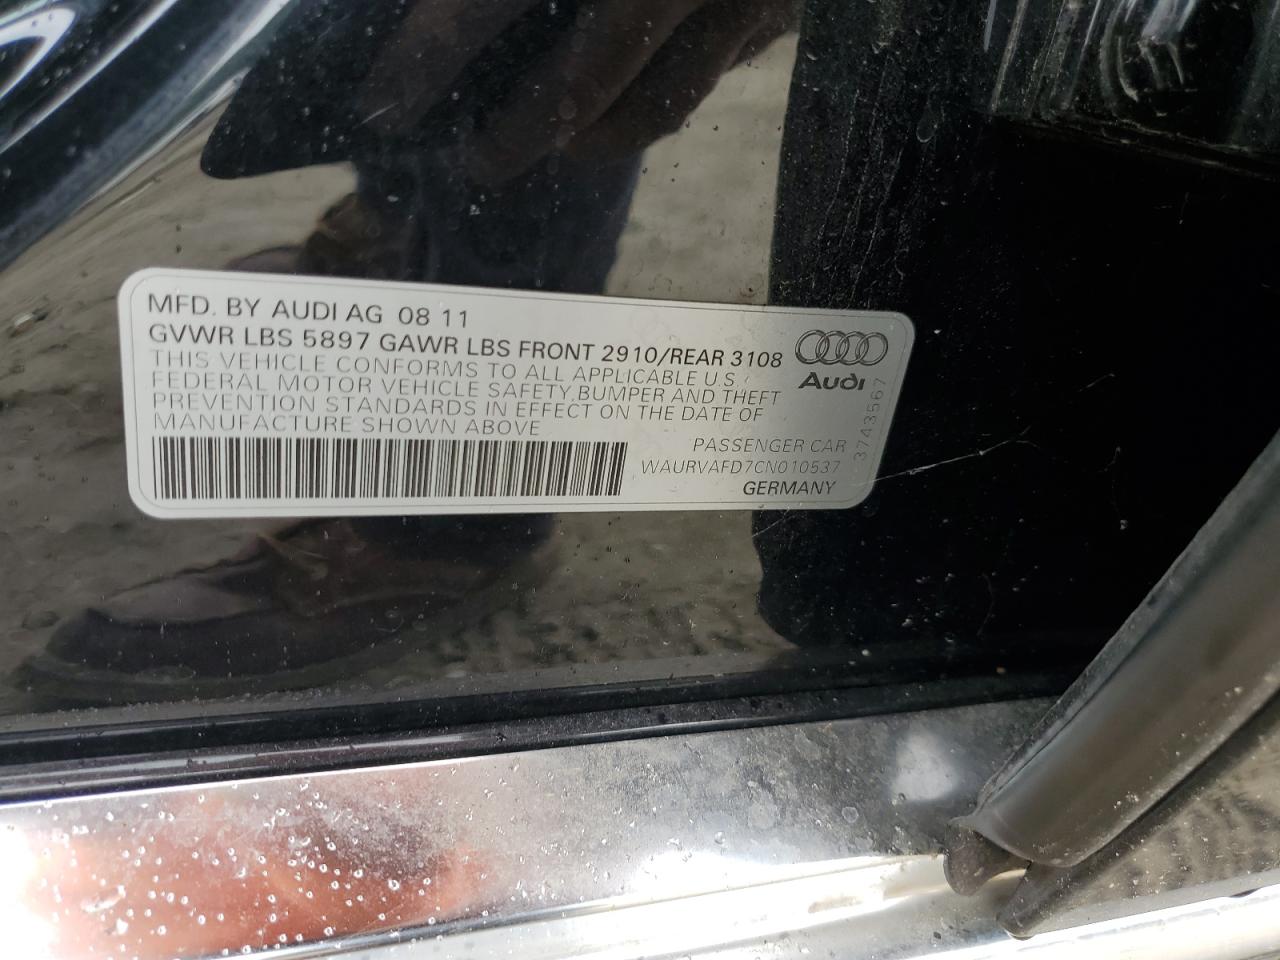 MFD. BY AUDI AG 08 11
GVWR LBS 5897 GAWR LBS FRONT 2910/REAR 3108
THIS VEHICLE CONFORMS TO ALL APPLICABLE U.S.
FEDERAL MOTOR VEHICLE SAFETY,BUMPER AND THEFT
PREVENTION STANDARDS IN EFFECT ON THE DATE OF
MANUFACTURE SHOWN ABOVE
Audi
PASSENGER CAR
WAURVAFD7CN010537
GERMANY
3743567